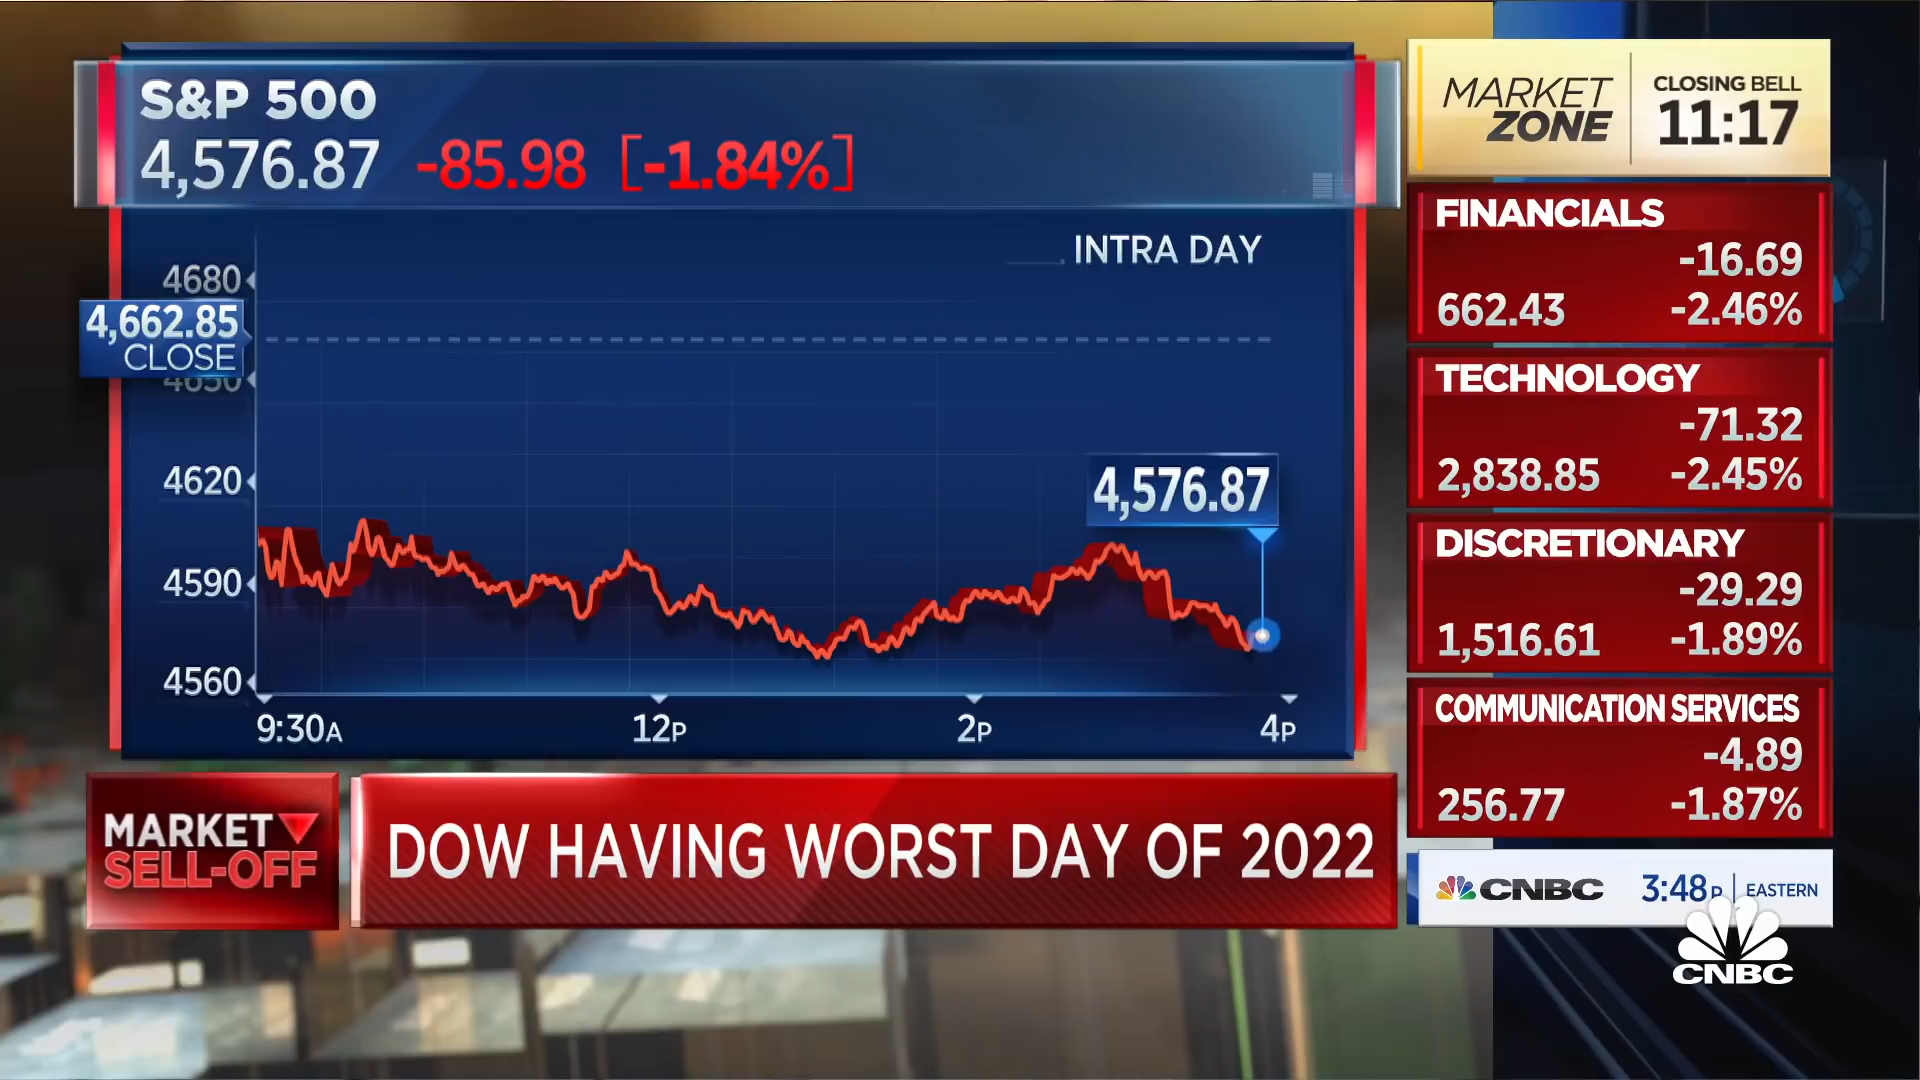 S&P 500
4,576.87 -85.98 [-1.84%]
INTRA DAY
4680
4,662.85
CLOSE
4650
4620
4,576.87
4590
4560
9:30A 12P 2P 4P
MARKET
SELL-OFF
DOW HAVING WORST DAY OF 2022
MARKET
ZONE
CLOSING BELL
11:17
FINANCIALS
-16.69
662.43 -2.46%
TECHNOLOGY
-71.32
2,838.85 -2.45%
DISCRETIONARY
-29.29
1,516.61 -1.89%
COMMUNICATION SERVICES
-4.89
256.77 -1.87%
CNBC 3:48P EASTERN
CNBC